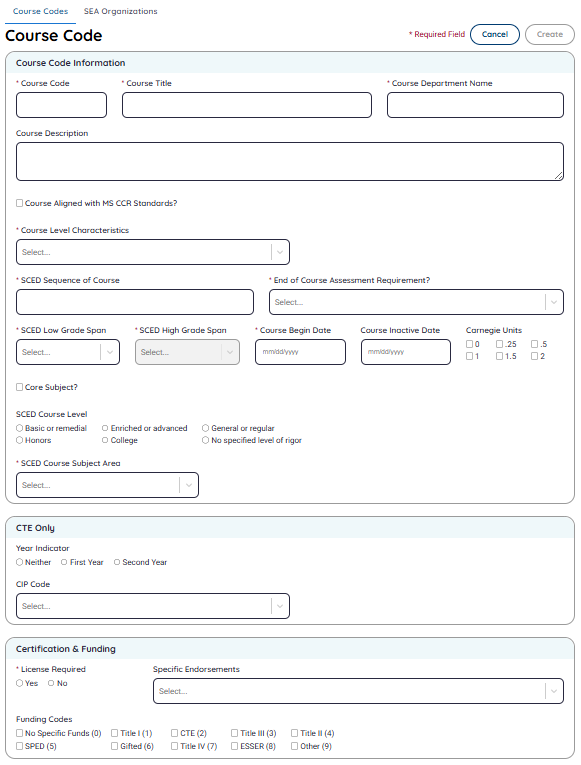 Course Codes SEA Organizations
Course Code
* Required Field Cancel Create
Course Code Information
* Course Code * Course Title * Course Department Name
Course Description
Course Aligned with MS CCR Standards?
* Course Level Characteristics
Select...
* SCED Sequence of Course * End of Course Assessment Requirement?
Select...
* SCED Low Grade Span * SCED High Grade Span * Course Begin Date Course Inactive Date Carnegie Units
Select... Select... mm/dd/yyyy mm/dd/yyyy 0 .25 .5
1 1.5 2
Core Subject?
SCED Course Level
Basic or remedial Enriched or advanced General or regular
Honors College No specified level of rigor
* SCED Course Subject Area
Select...
CTE Only
Year Indicator
Neither First Year Second Year
CIP Code
Select...
Certification & Funding
* License Required Specific Endorsements
Yes No Select...
Funding Codes
No Specific Funds (0) Title I (1) CTE (2) Title III (3) Title II (4)
SPED (5) Gifted (6) Title IV (7) ESSER (8) Other (9)